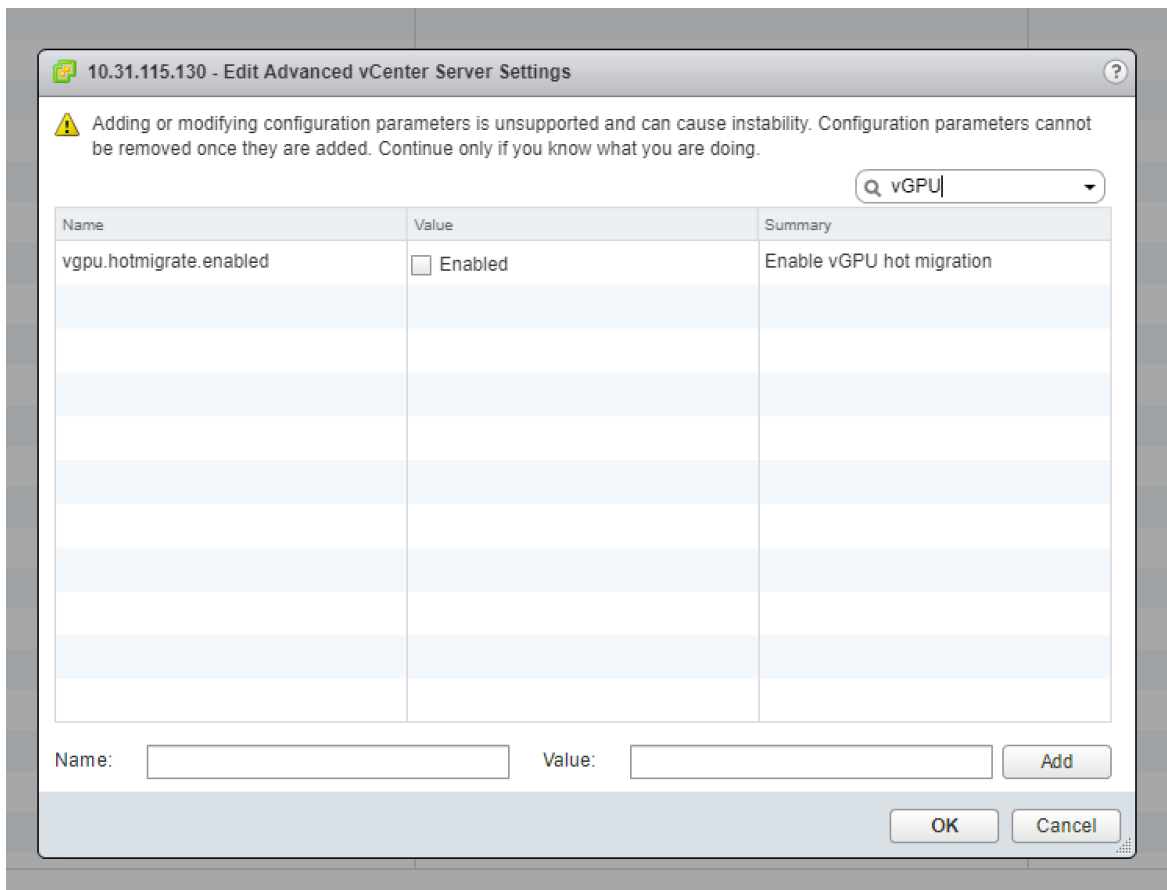 10.31.115.130 - Edit Advanced vCenter Server Settings
?
Adding or modifying configuration parameters is unsupported and can cause instability. Configuration parameters cannot
be removed once they are added. Continue only if you know what you are doing.
vGPU
Name Value Summary
vgpu.hotmigrate.enabled Enabled Enable vGPU hot migration
Name: Value: Add
OK Cancel